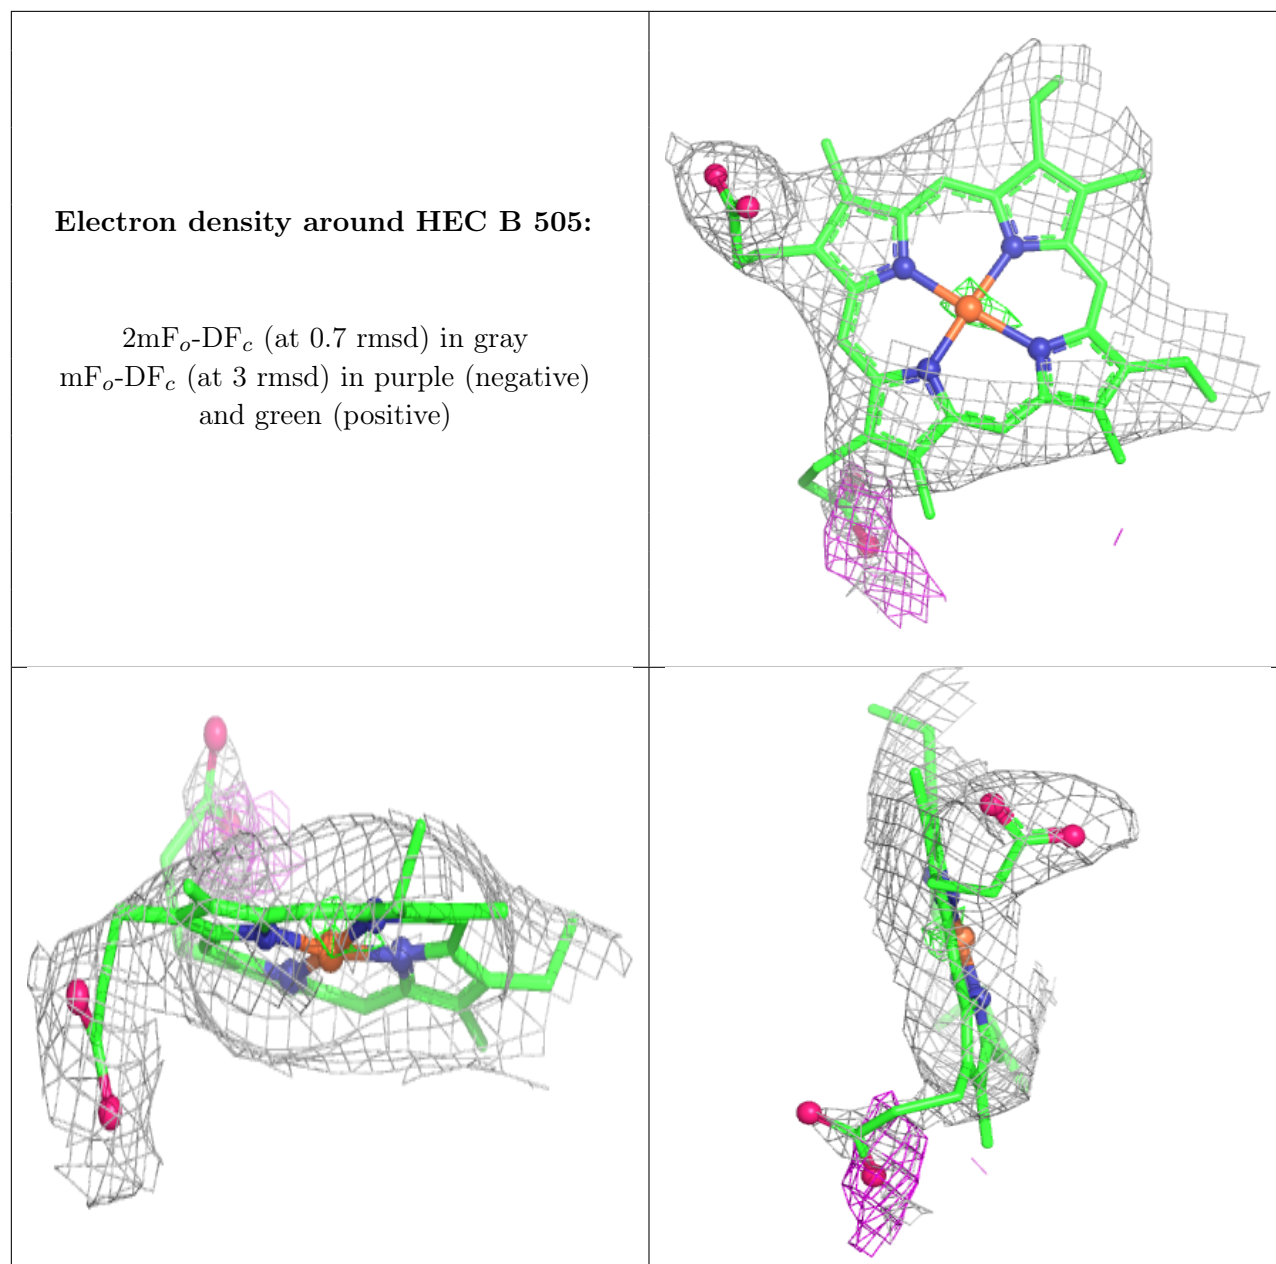 Electron density around HEC B 505:
2mFo-DFc (at 0.7 rmsd) in gray
mFo-DFc (at 3 rmsd) in purple (negative)
and green (positive)